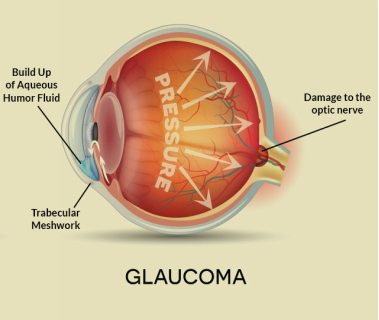 Build Up
of Aqueous
Humor Fluid
PRESSURE
Damage to the
optic nerve
Trabecular
Meshwork
GLAUCOMA